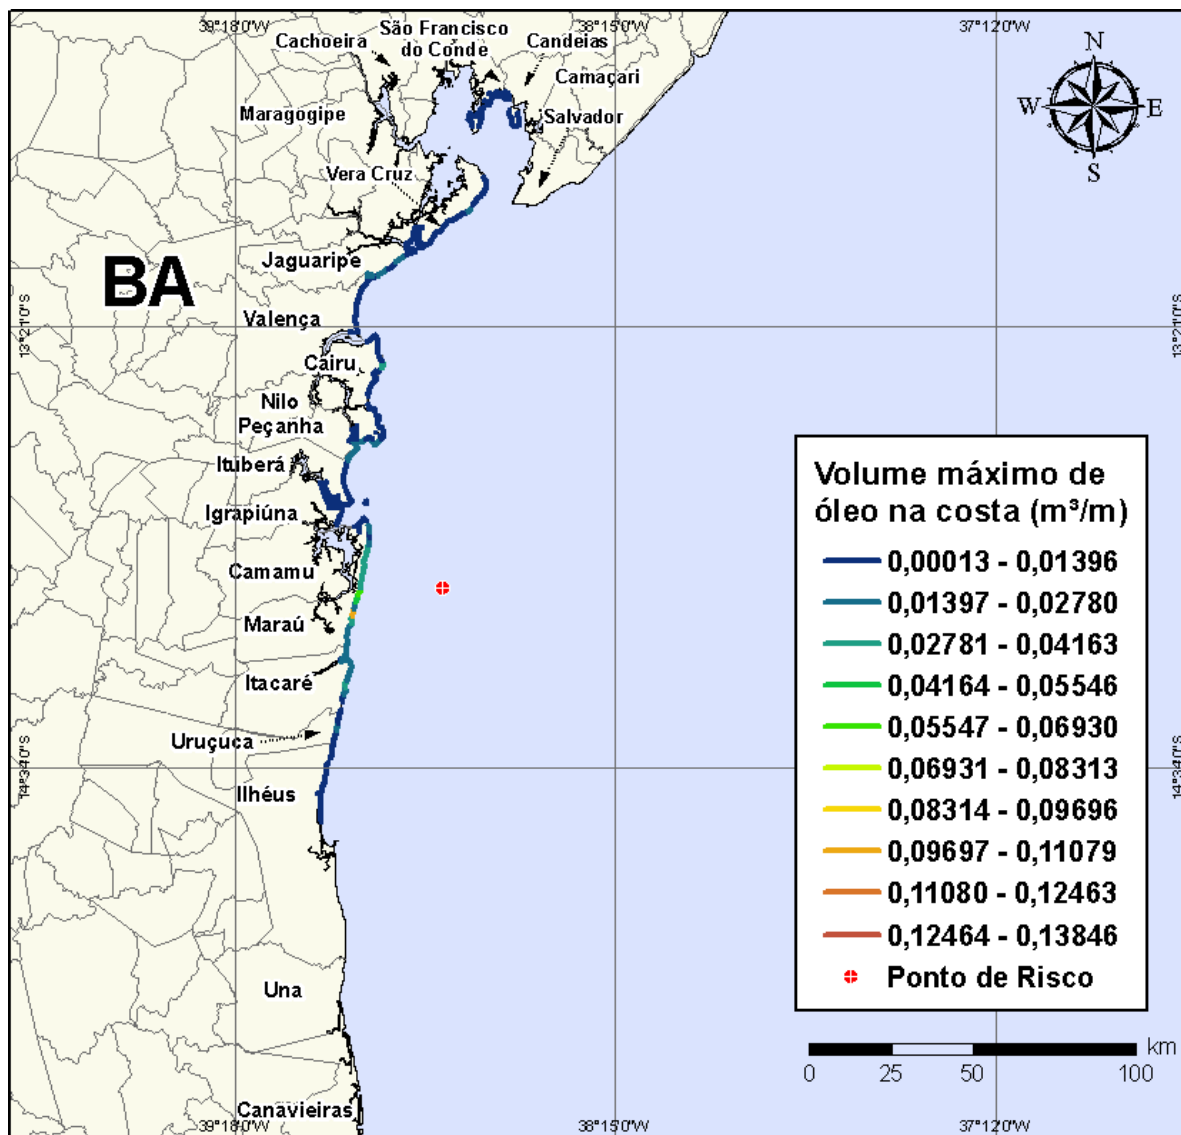 39°18'0"W
38°15'0"W
37°12'0"W
São Francisco
do Conde
Cachoeira
Candeias
Camaçari
Maragogipe
Salvador
Vera Cruz
Jaguaripe
BA
Valença
13°21'0"S
13°21'0"S
Cairu
Nilo
Peçanha
Ituberá
Igrapiúna
Camamu
Maraú
Itacaré
Uruçuca
14°34'0"S
14°34'0"S
Ilhéus
Una
Canavieiras
39°18'0"W
38°15'0"W
37°12'0"W
N
W
E
S
Volume máximo de
óleo na costa (m³/m)
0,00013 - 0,01396
0,01397 - 0,02780
0,02781 - 0,04163
0,04164 - 0,05546
0,05547 - 0,06930
0,06931 - 0,08313
0,08314 - 0,09696
0,09697 - 0,11079
0,11080 - 0,12463
0,12464 - 0,13846
Ponto de Risco
km
0 25 50 100